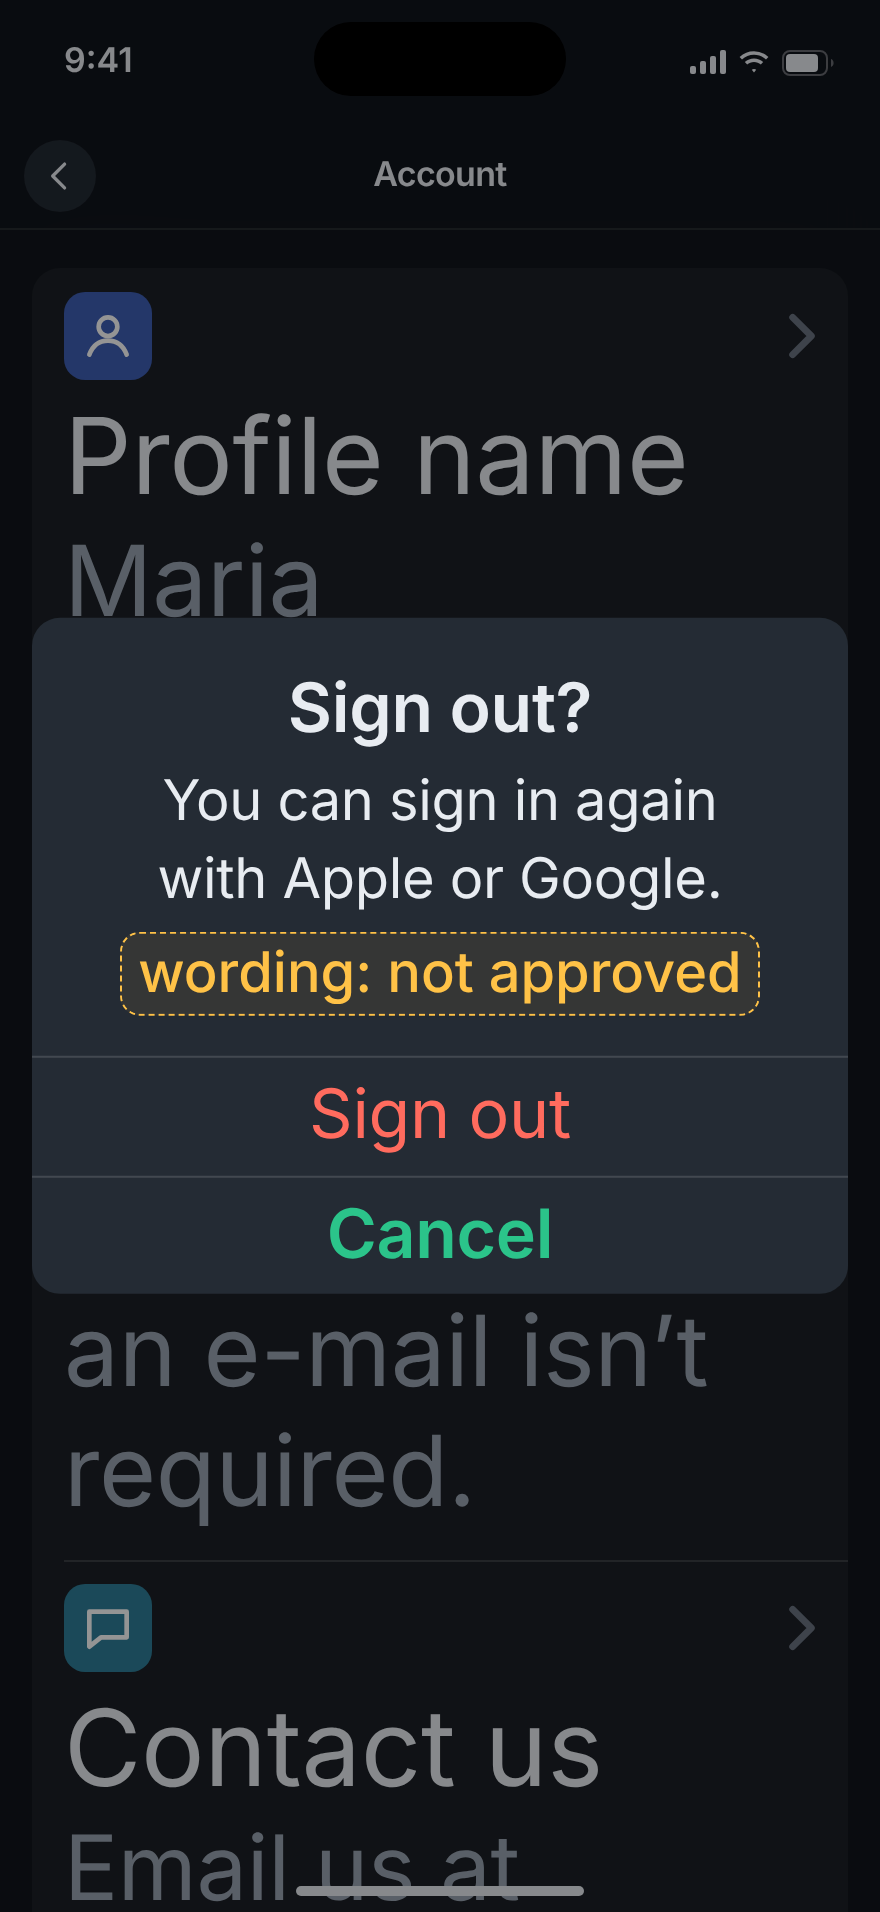 9:41
Account
Profile name
Maria
Sign out?
You can sign in again
with Apple or Google.
wording: not approved
Sign out
Cancel
an e-mail isn’t
required.
Contact us
Email us at